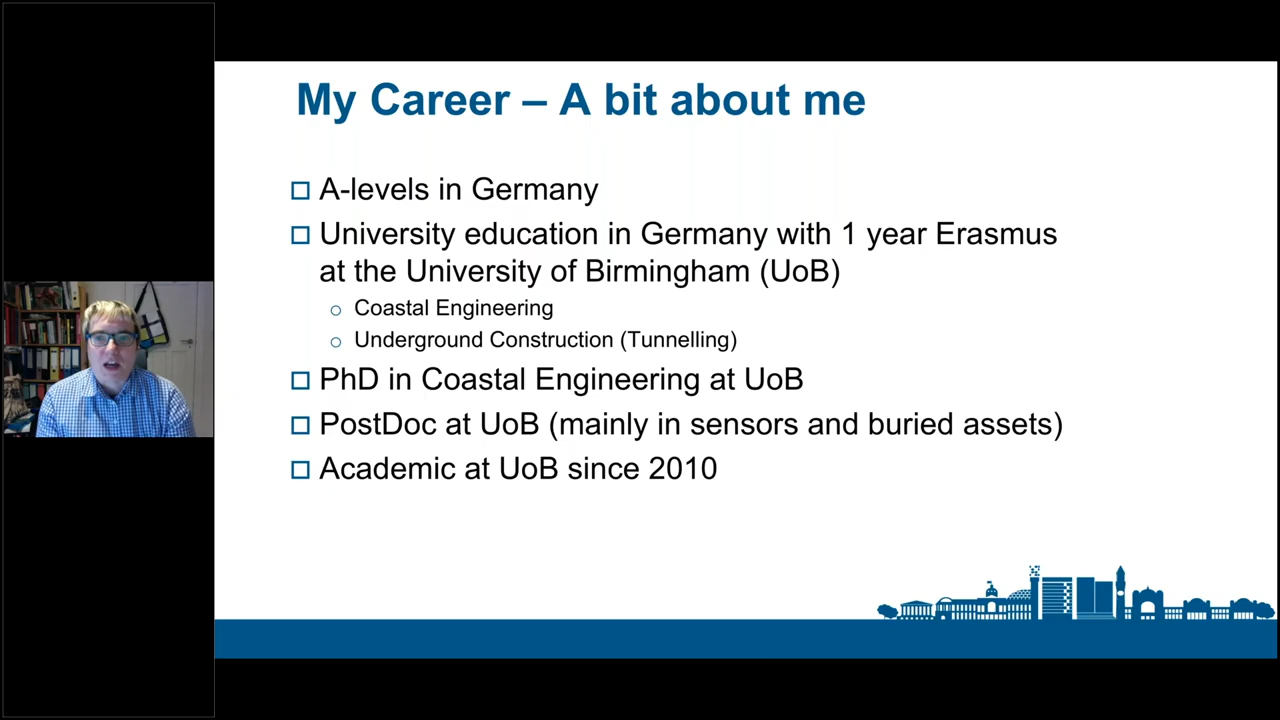 My Career – A bit about me
A-levels in Germany
University education in Germany with 1 year Erasmus
at the University of Birmingham (UoB)
Coastal Engineering
Underground Construction (Tunnelling)
PhD in Coastal Engineering at UoB
PostDoc at UoB (mainly in sensors and buried assets)
Academic at UoB since 2010